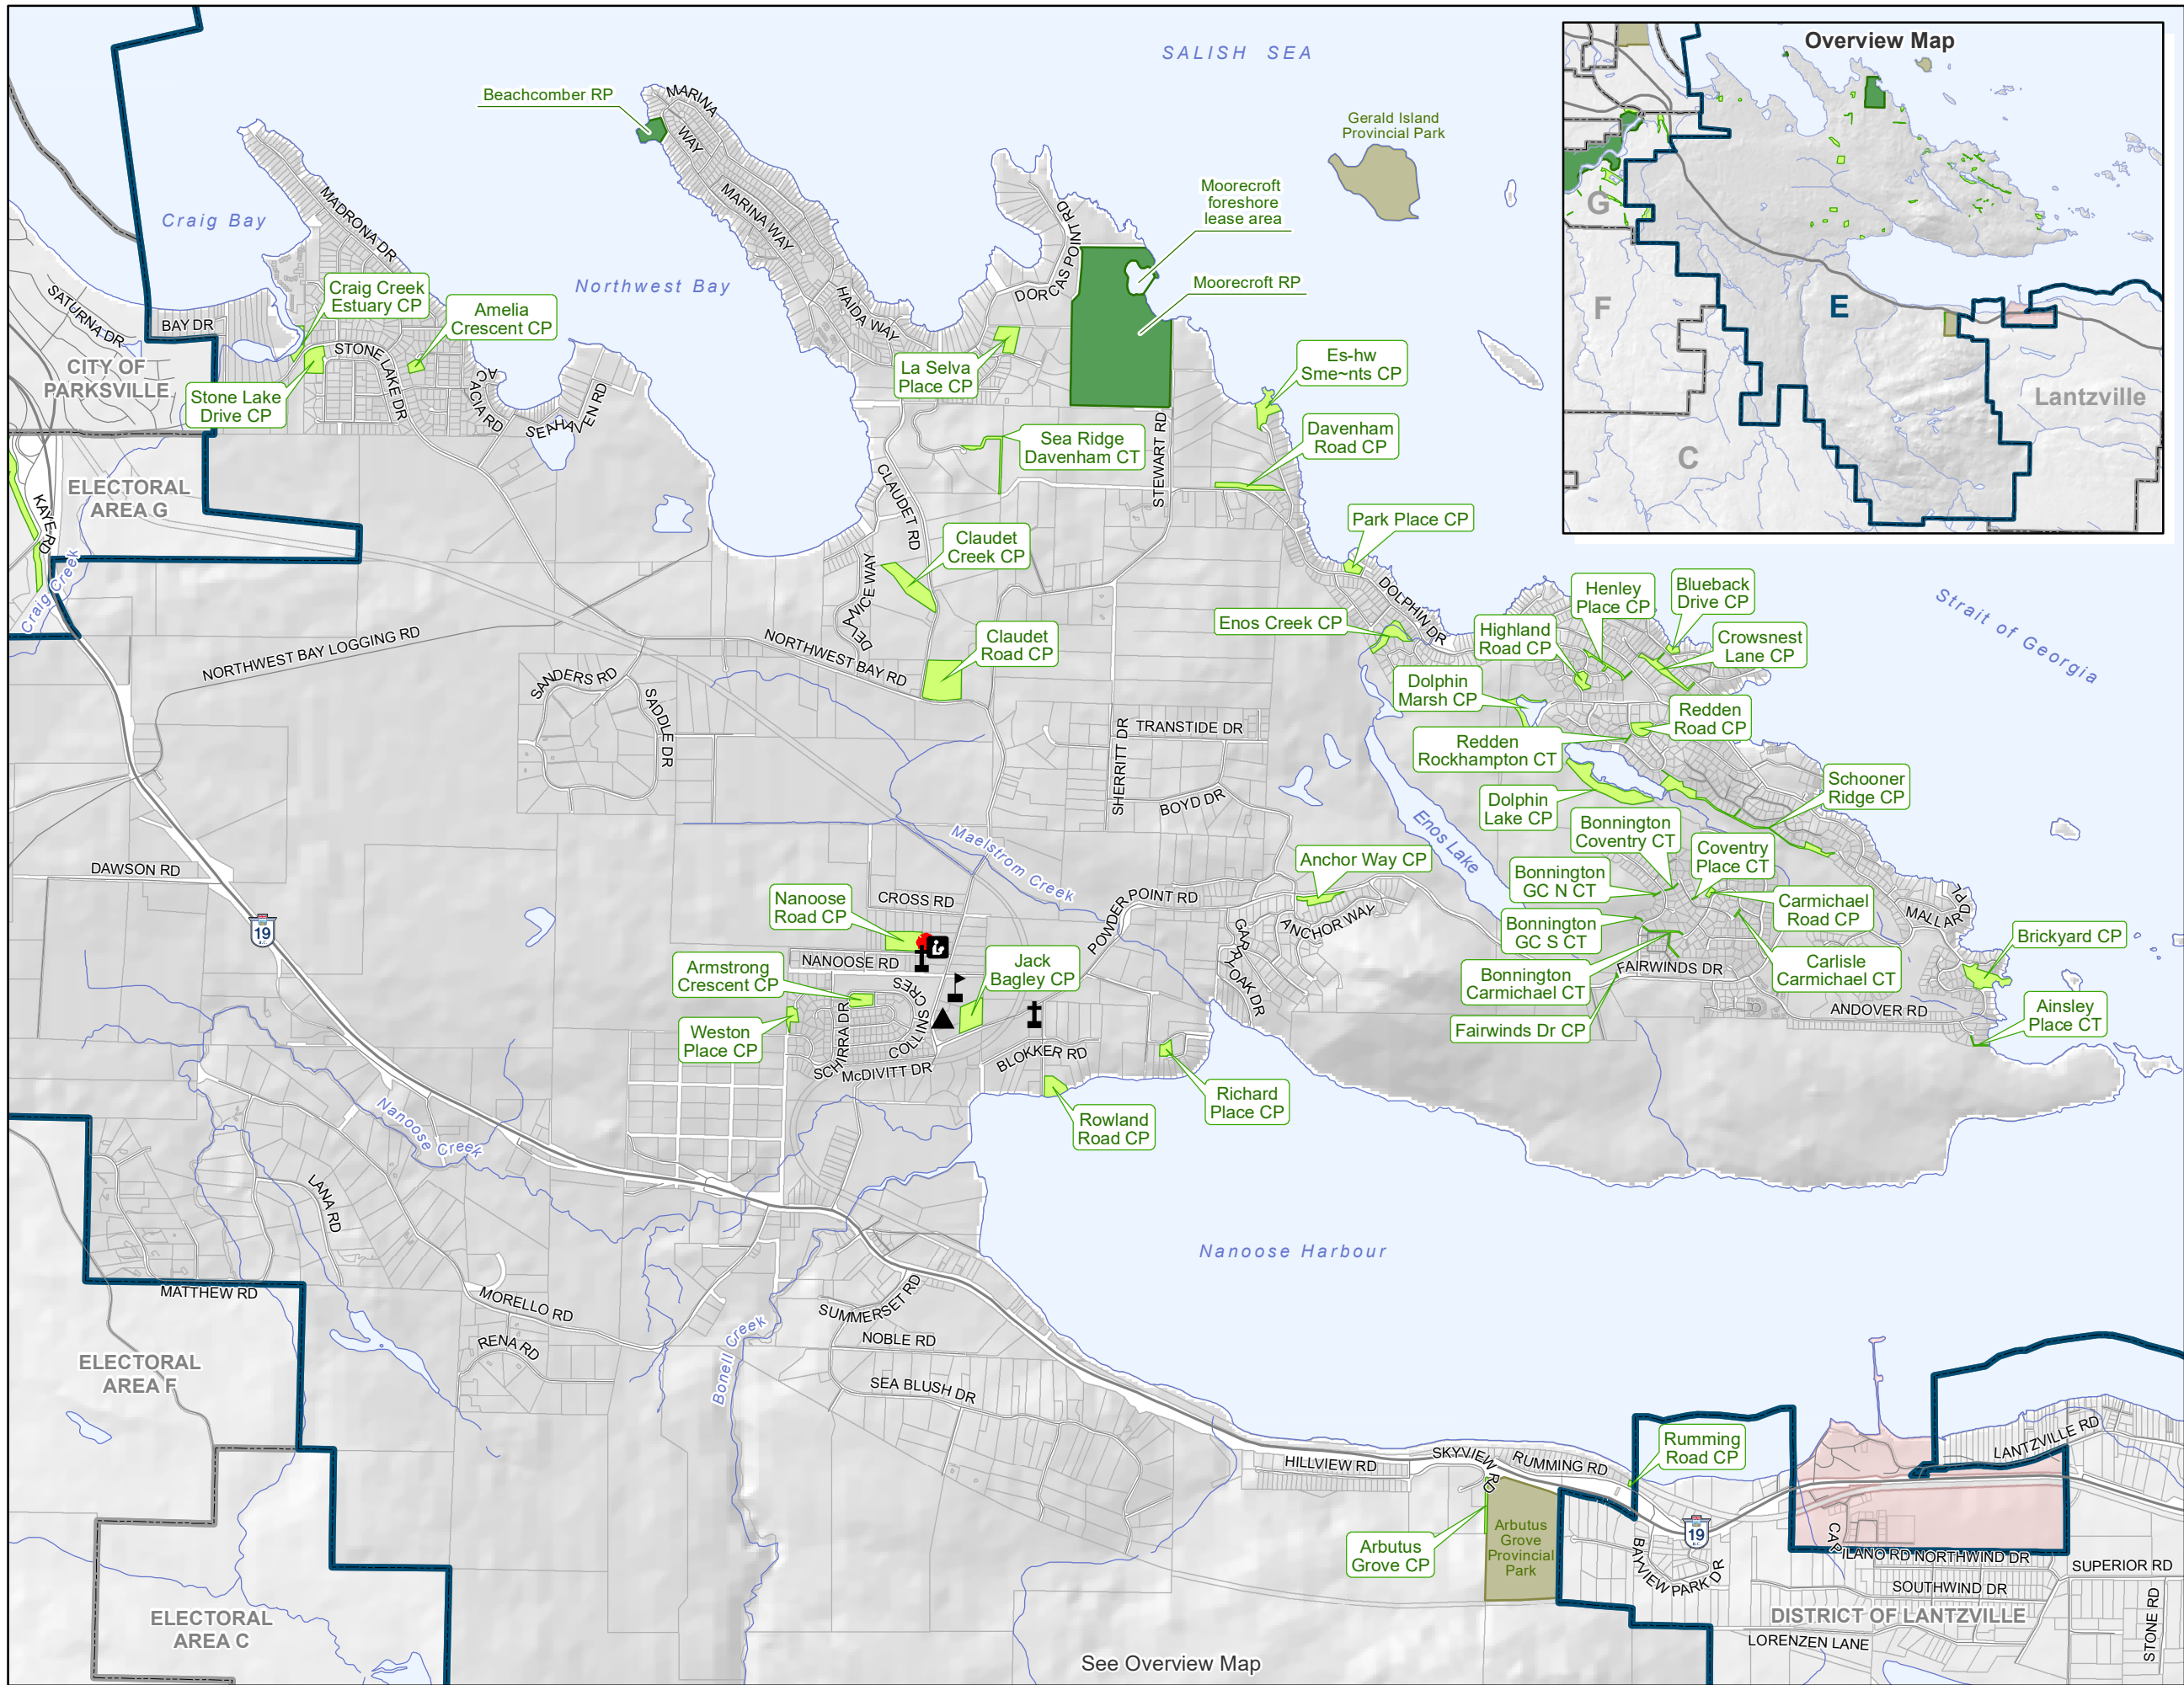 SALISH SEA
Overview Map
G
F
E
C
Lantzville
Beachcomber RP
MARINA
WAY
MARINA WAY
Gerald Island
Provincial Park
Moorecroft
foreshore
lease area
Moorecroft RP
DORCAS POINT RD
Craig Bay
MADRONA DR
Northwest Bay
HAIDA WAY
Craig Creek
Estuary CP
Amelia
Crescent CP
SATURNA DR
BAY DR
STONE LAKE DR
CITY OF
PARKSVILLE
Stone Lake
Drive CP
ACACIA RD
SEAHAVEN RD
La Selva
Place CP
Es-hw
Sme~nts CP
Sea Ridge
Davenham CT
Davenham
Road CP
STEWART RD
ELECTORAL
AREA G
KAYE RD
Craig Creek
CLAUDET RD
Claudet
Creek CP
Park Place CP
DOLPHIN DR
DELANICE WAY
Strait of Georgia
Henley
Place CP
Blueback
Drive CP
Enos Creek CP
Highland
Road CP
Crowsnest
Lane CP
NORTHWEST BAY LOGGING RD
NORTHWEST BAY RD
Claudet
Road CP
SANDERS RD
SADDLE DR
Dolphin
Marsh CP
Redden
Road CP
TRANSTIDE DR
SHERRITT DR
Redden
Rockhampton CT
BOYD DR
Dolphin
Lake CP
Schooner
Ridge CP
Enos Lake
Maelstrom Creek
Bonnington
Coventry CT
Coventry
Place CT
DAWSON RD
Anchor Way CP
Bonnington
GC N CT
19
CROSS RD
POWDER POINT RD
Nanoose
Road CP
ANCHOR WAY
Carmichael
Road CP
MALLARD PL
Bonnington
GC S CT
GARRY OAK DR
Brickyard CP
NANOOSE RD
Armstrong
Crescent CP
Jack
Bagley CP
FAIRWINDS DR
Carlisle
Carmichael CT
Bonnington
Carmichael CT
COLLINS CRES
SCHIRRA DR
ANDOVER RD
Ainsley
Place CT
Weston
Place CP
Fairwinds Dr CP
BLOKKER RD
McDIVITT DR
Richard
Place CP
Rowland
Road CP
Nanoose Creek
LANA RD
Nanoose Harbour
MATTHEW RD
MORELLO RD
SUMMERSET RD
RENA RD
NOBLE RD
Bonell Creek
ELECTORAL
AREA F
SEA BLUSH DR
HILLVIEW RD
SKYVIEW RD
RUMMING RD
Rumming
Road CP
LANTZVILLE RD
Arbutus
Grove CP
Arbutus
Grove
Provincial
Park
19
BAYVIEW PARK DR
CAPILANO RD
NORTHWIND DR
SUPERIOR RD
SOUTHWIND DR
DISTRICT OF LANTZVILLE
LORENZEN LANE
STONE RD
ELECTORAL
AREA C
See Overview Map